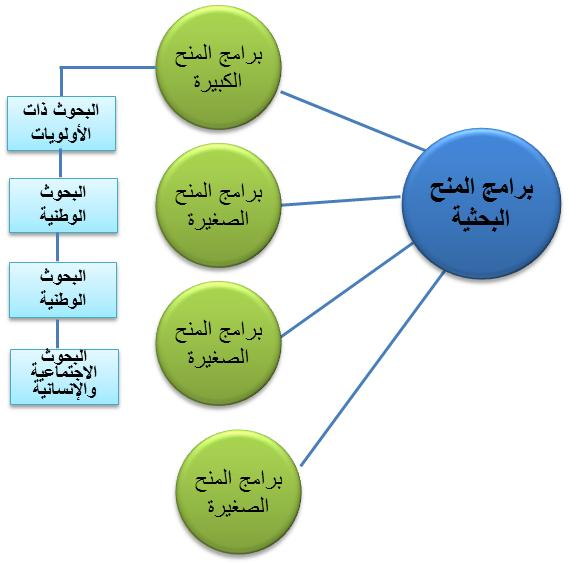 برامج المنح
البحثية
برامج المنح
الكبيرة
برامج المنح
الصغيرة
برامج المنح
الصغيرة
برامج المنح
الصغيرة
البحوث ذات
الأولويات
البحوث
الوطنية
البحوث
الوطنية
البحوث
الاجتماعية
والإنسانية